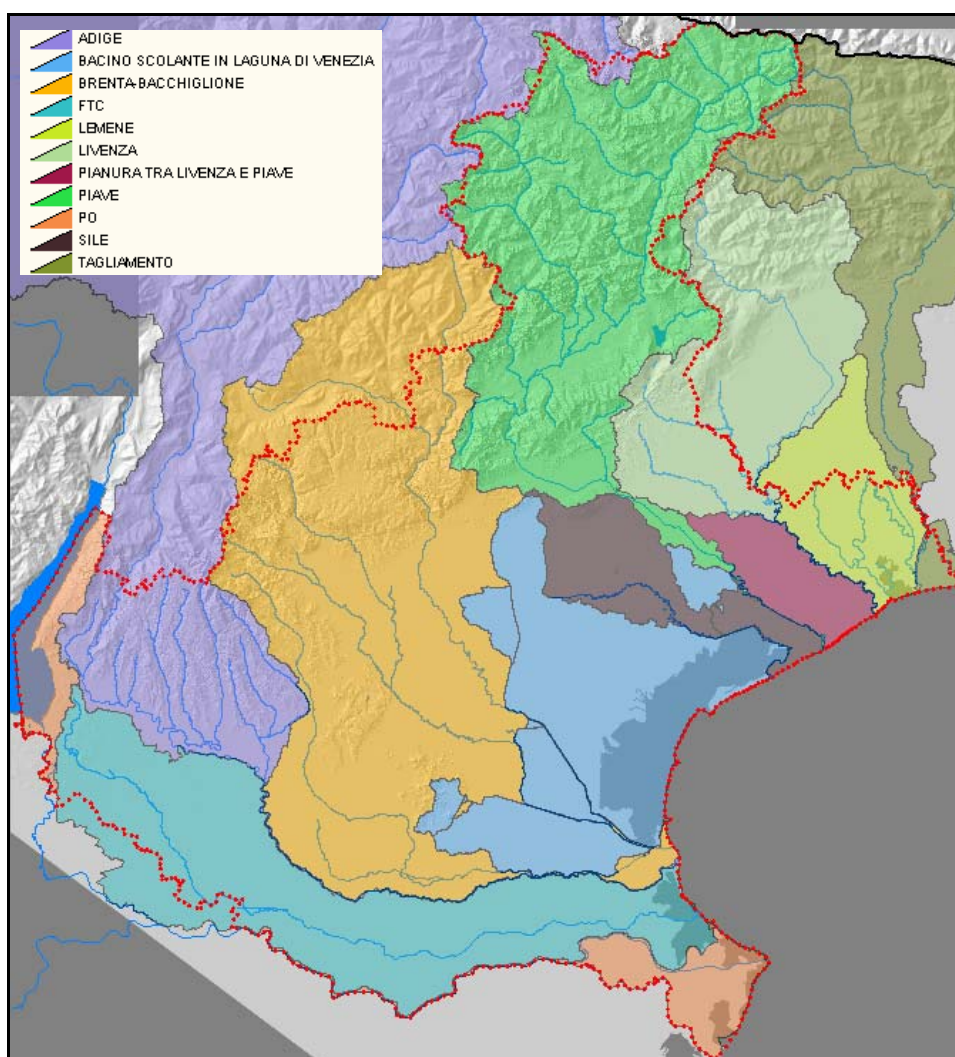 ADIGE
BACINO SCOLANTE IN LAGUNA DI VENEZIA
BRENTA-BACCHIGLIONE
FTC
LEMENE
LIVENZA
PIANURA TRA LIVENZA E PIAVE
PIAVE
PO
SILE
TAGLIAMENTO